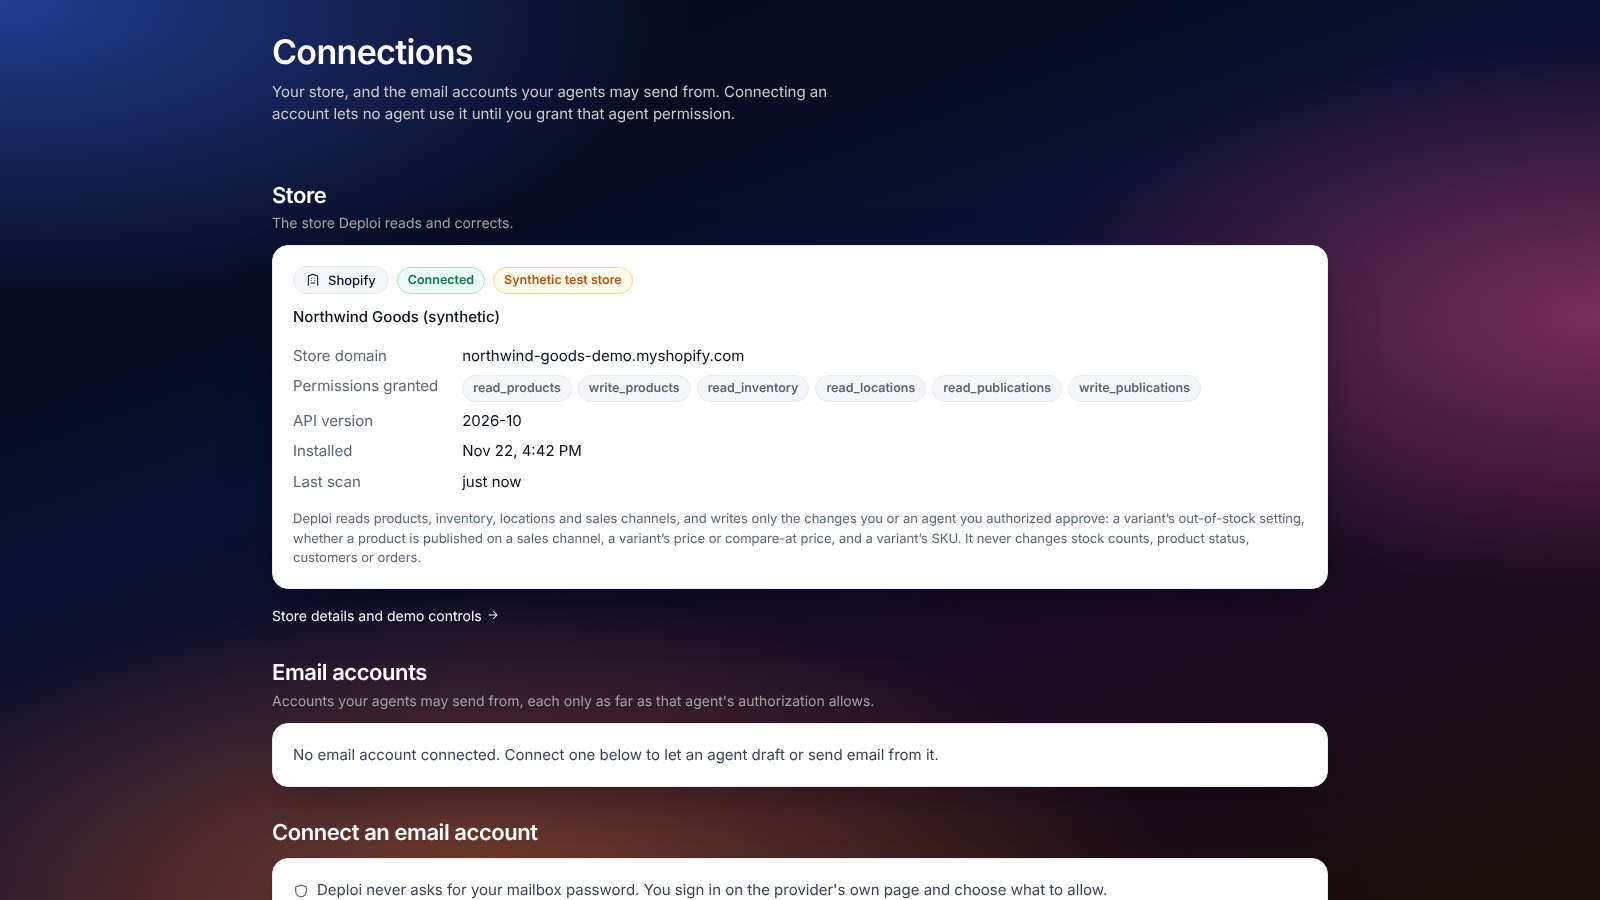 Connections
Your store, and the email accounts your agents may send from. Connecting an
account lets no agent use it until you grant that agent permission.
Store
The store Deploi reads and corrects.
Shopify Connected Synthetic test store
Northwind Goods (synthetic)
Store domain northwind-goods-demo.myshopify.com
Permissions granted read_products write_products read_inventory read_locations read_publications write_publications
API version 2026-10
Installed Nov 22, 4:42 PM
Last scan just now
Deploi reads products, inventory, locations and sales channels, and writes only the changes you or an agent you authorized approve: a variant’s out-of-stock setting,
whether a product is published on a sales channel, a variant’s price or compare-at price, and a variant’s SKU. It never changes stock counts, product status,
customers or orders.
Store details and demo controls →
Email accounts
Accounts your agents may send from, each only as far as that agent's authorization allows.
No email account connected. Connect one below to let an agent draft or send email from it.
Connect an email account
Deploi never asks for your mailbox password. You sign in on the provider's own page and choose what to allow.